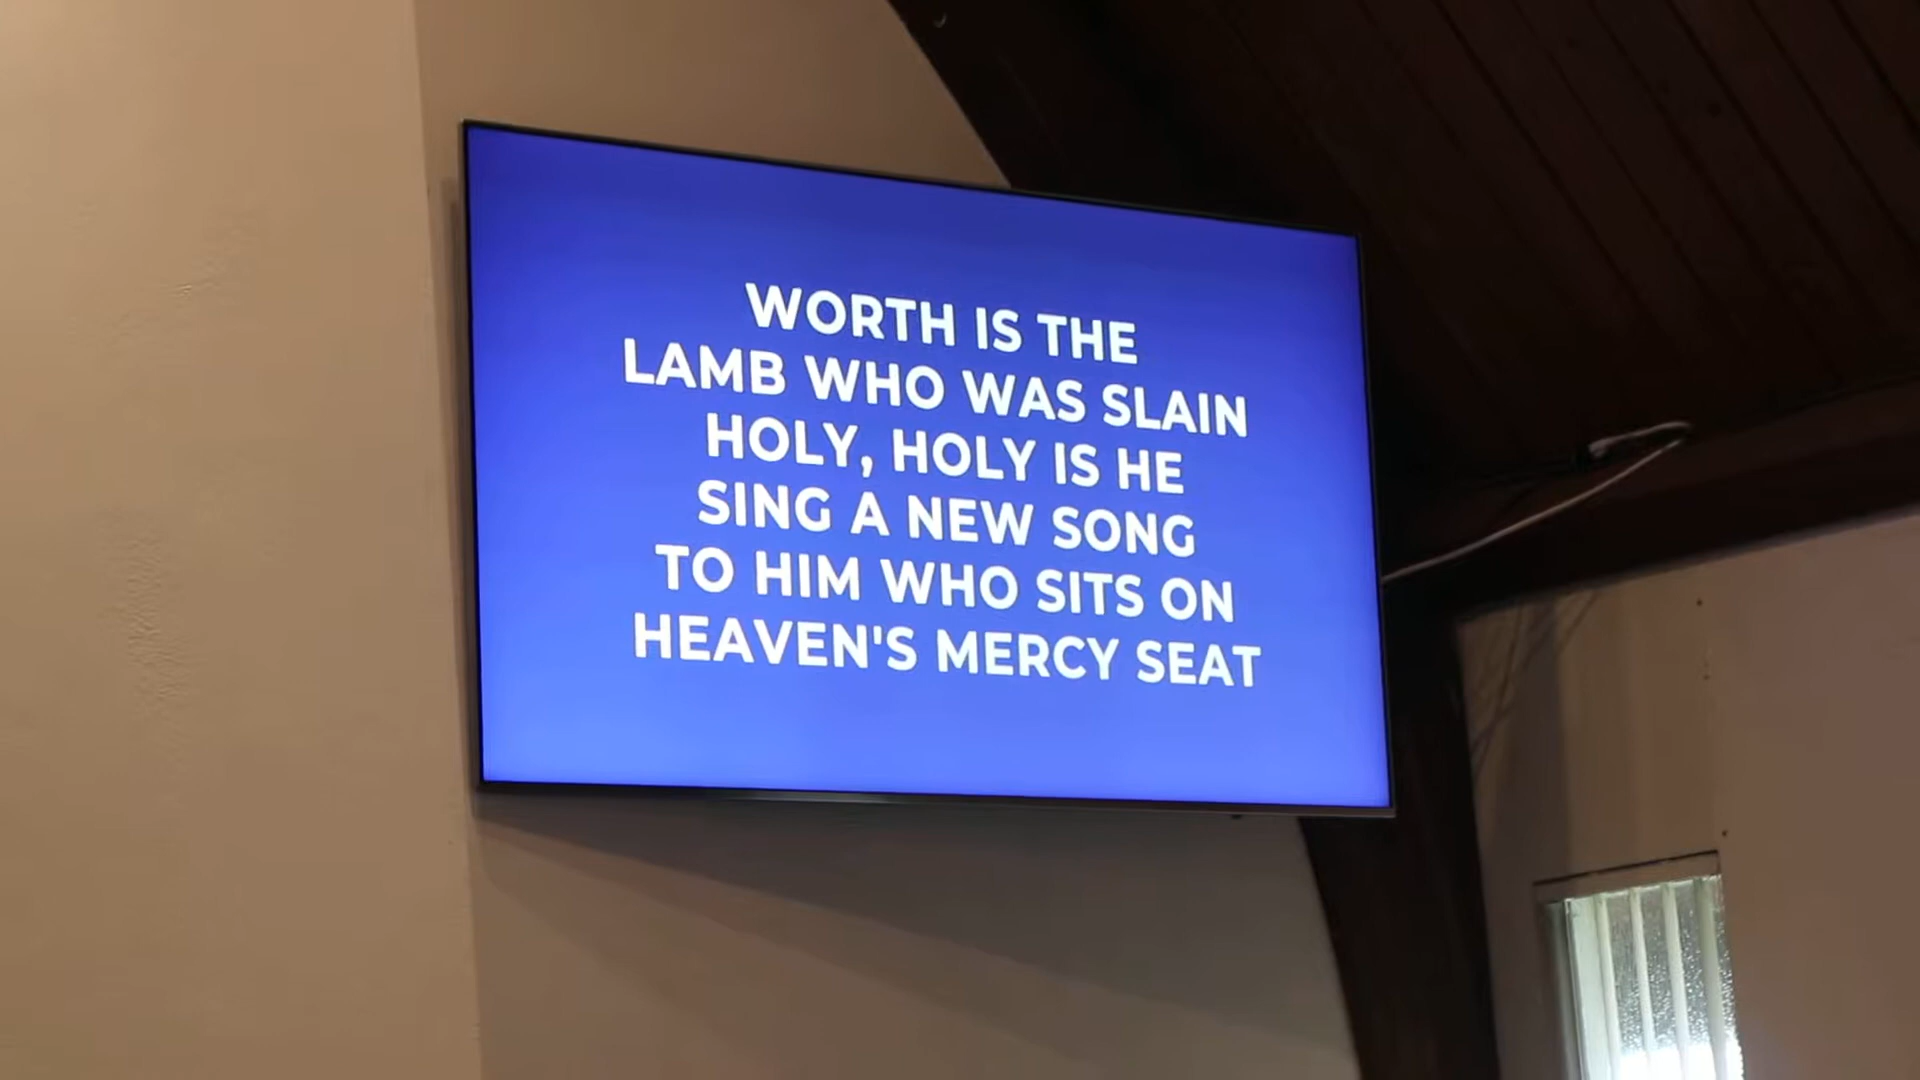 WORTH IS THE
LAMB WHO WAS SLAIN
HOLY, HOLY IS HE
SING A NEW SONG
TO HIM WHO SITS ON
HEAVEN'S MERCY SEAT